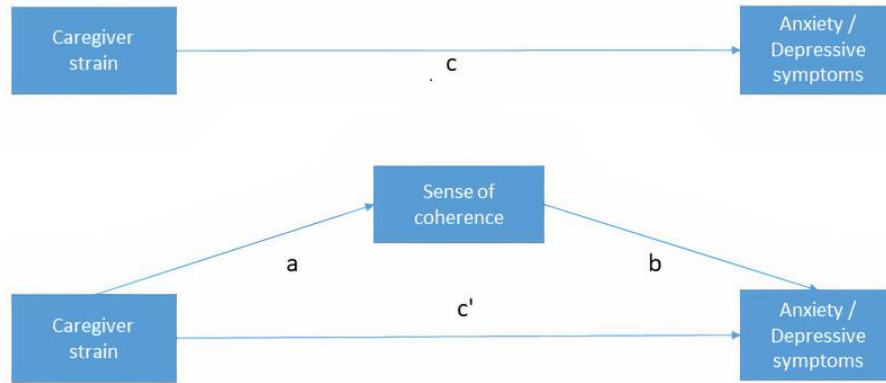 Caregiver
strain
Anxiety /
Depressive
symptoms
c
Sense of
coherence
a
b
Caregiver
strain
c'
Anxiety /
Depressive
symptoms